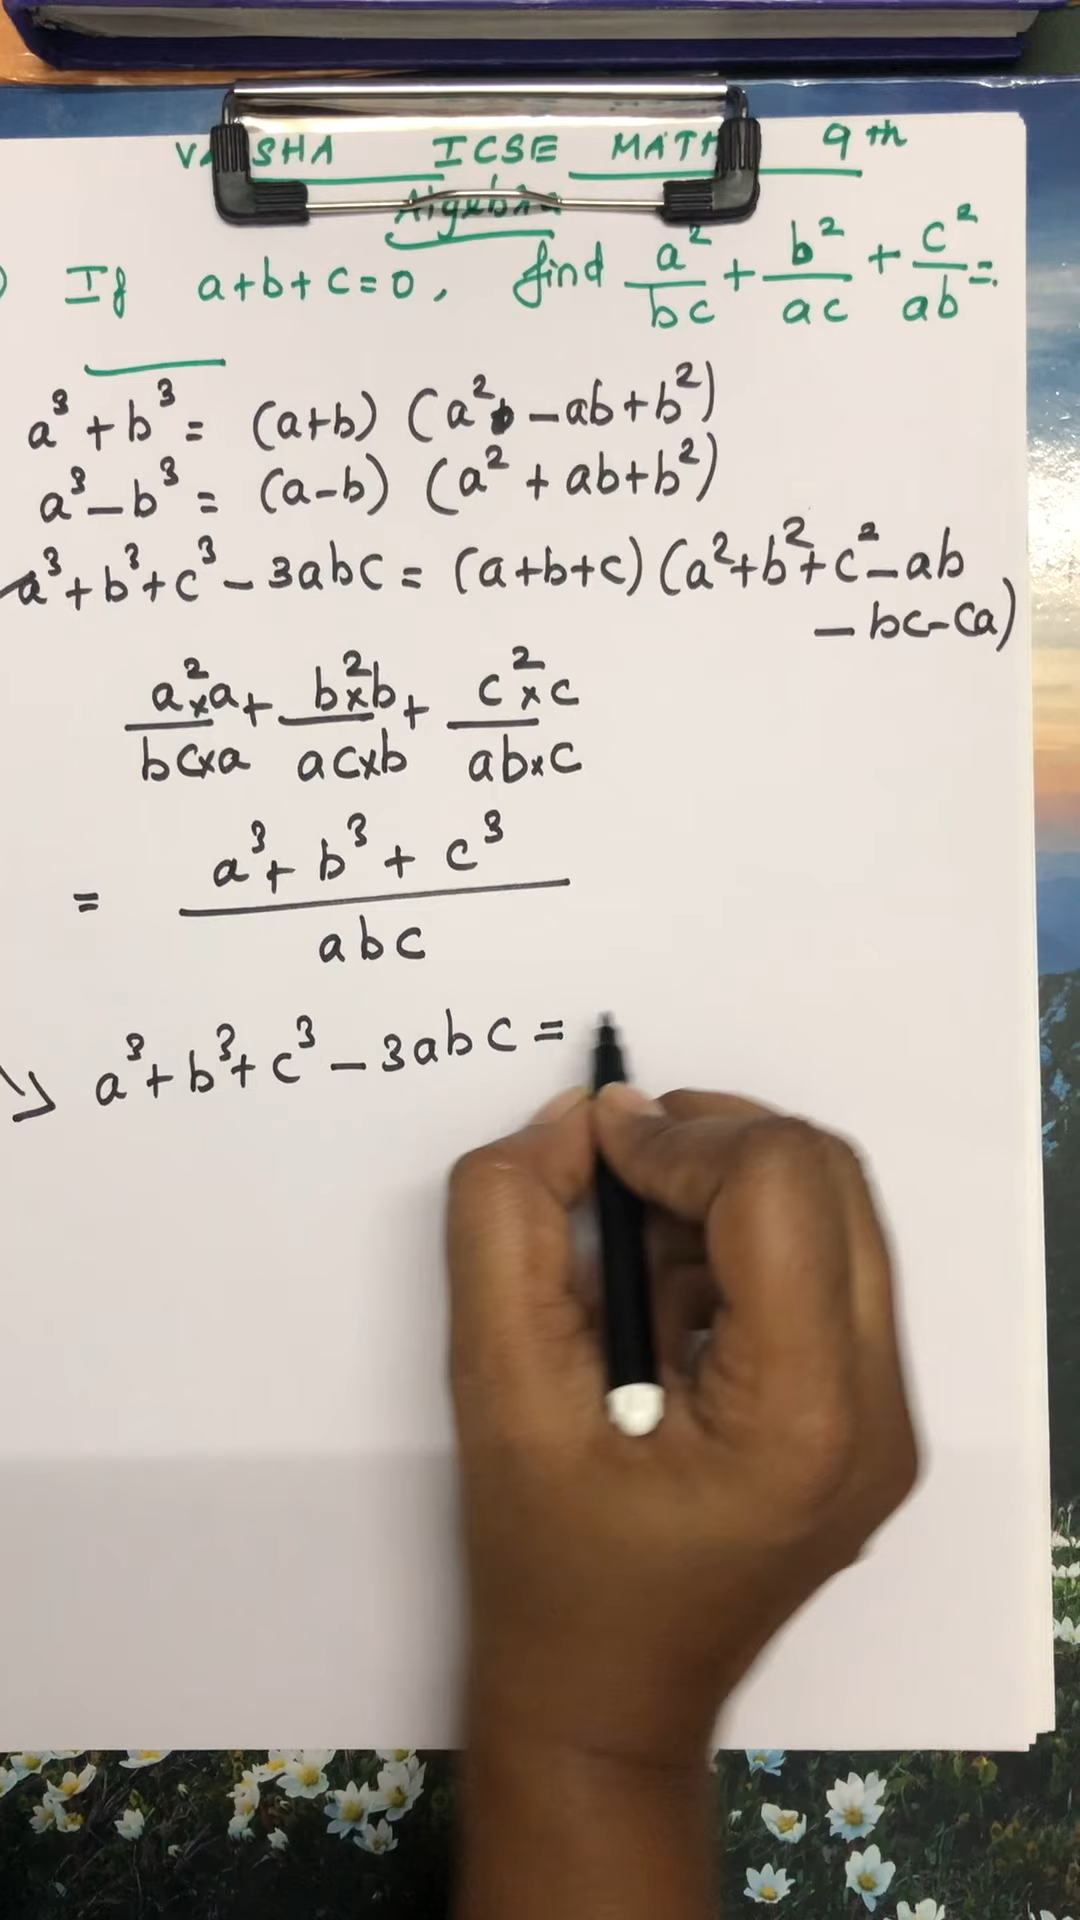 SHA ICSE MATH 9th
Algebra
If a+b+c=0, find a²/bc + b²/ac + c²/ab =.
a³+b³ = (a+b) (a² -ab+b²)
a³-b³ = (a-b) (a² + ab+b²)
a³+b³+c³-3abc = (a+b+c) (a²+b²+c²-ab
-bc-ca)
a²×a/bc×a + b²×b/ac×b + c²×c/ab×c
= a³+b³+c³/abc
a³+b³+c³-3abc =